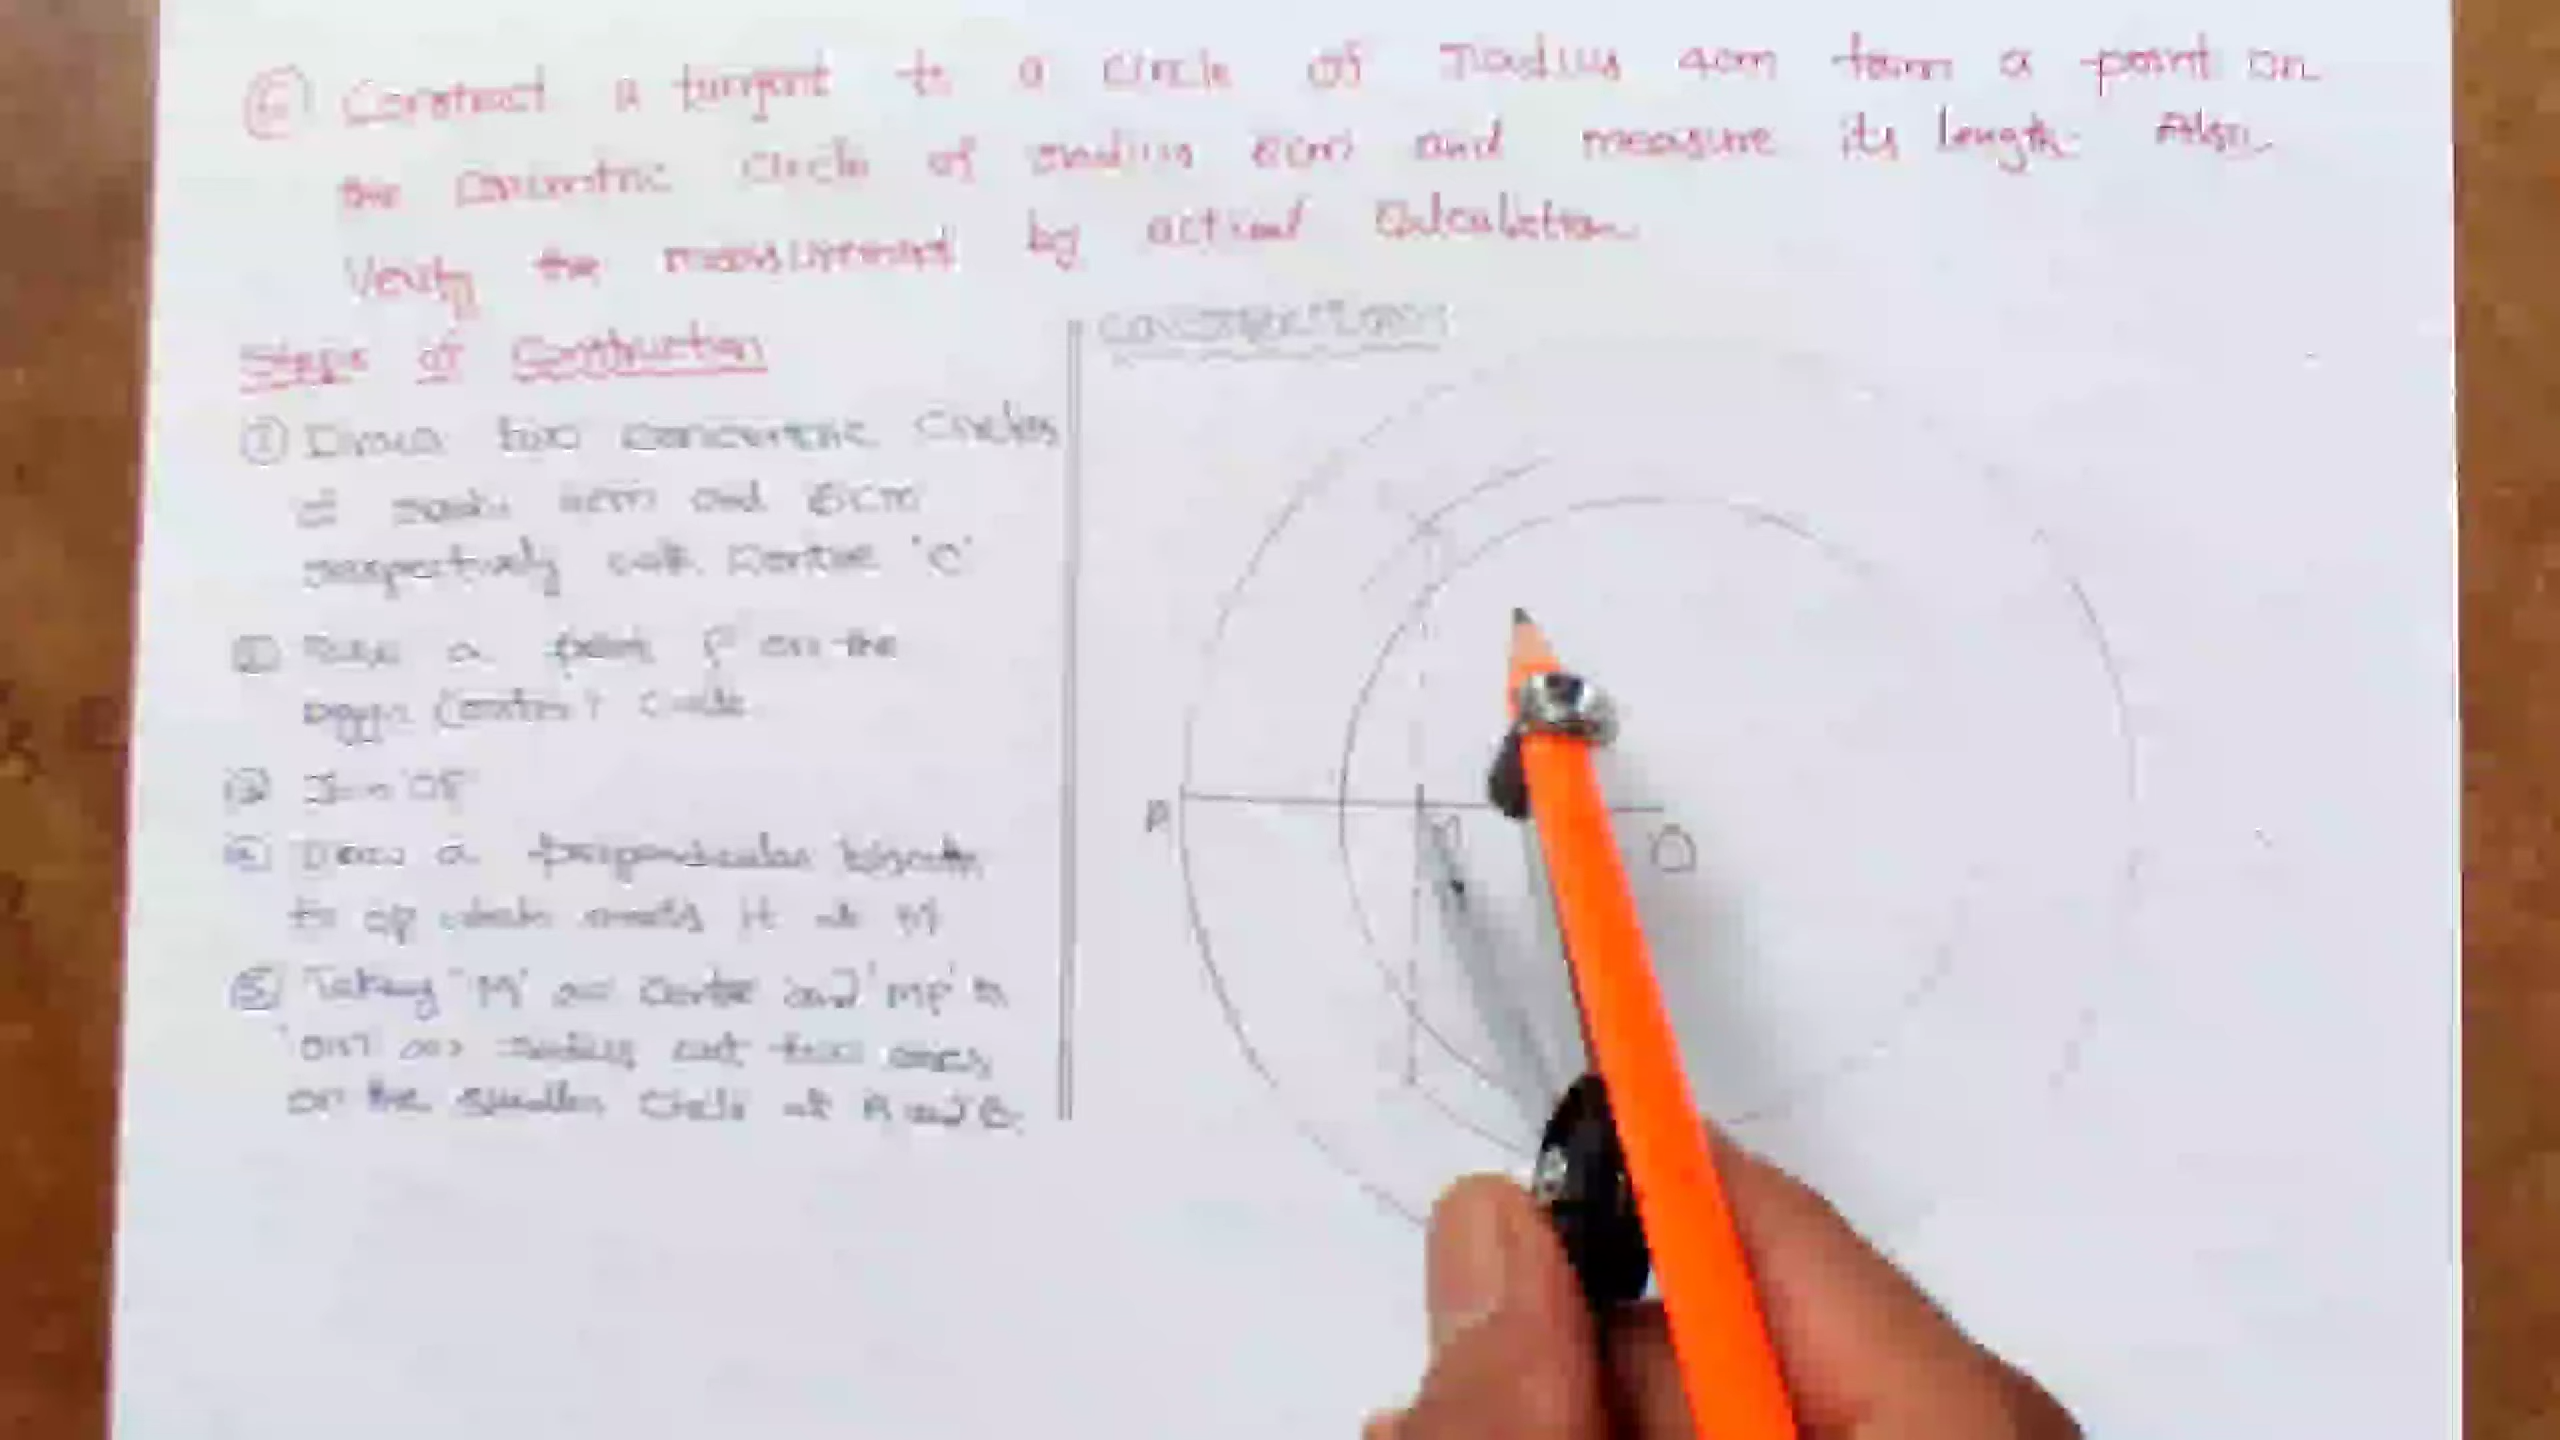 ⑥ Construct a tangent to a circle of radius 4cm form a point on
the concentric circle of radius 6cm and measure its length. Also
Verify the measurement by actual calculation.
Steps of Construction
Construction
① Draw two concentric circles
of radii 4cm and 6cm
respectively with centre 'O'
② Take a point 'P' on the
bigger circle
③ Join OP
④ Draw a perpendicular bisector
to OP which meets it at M
⑤ Taking 'M' as centre and 'MP' or
'OM' as radius cut two arcs
on the smaller circle at A and B.
P
M
O